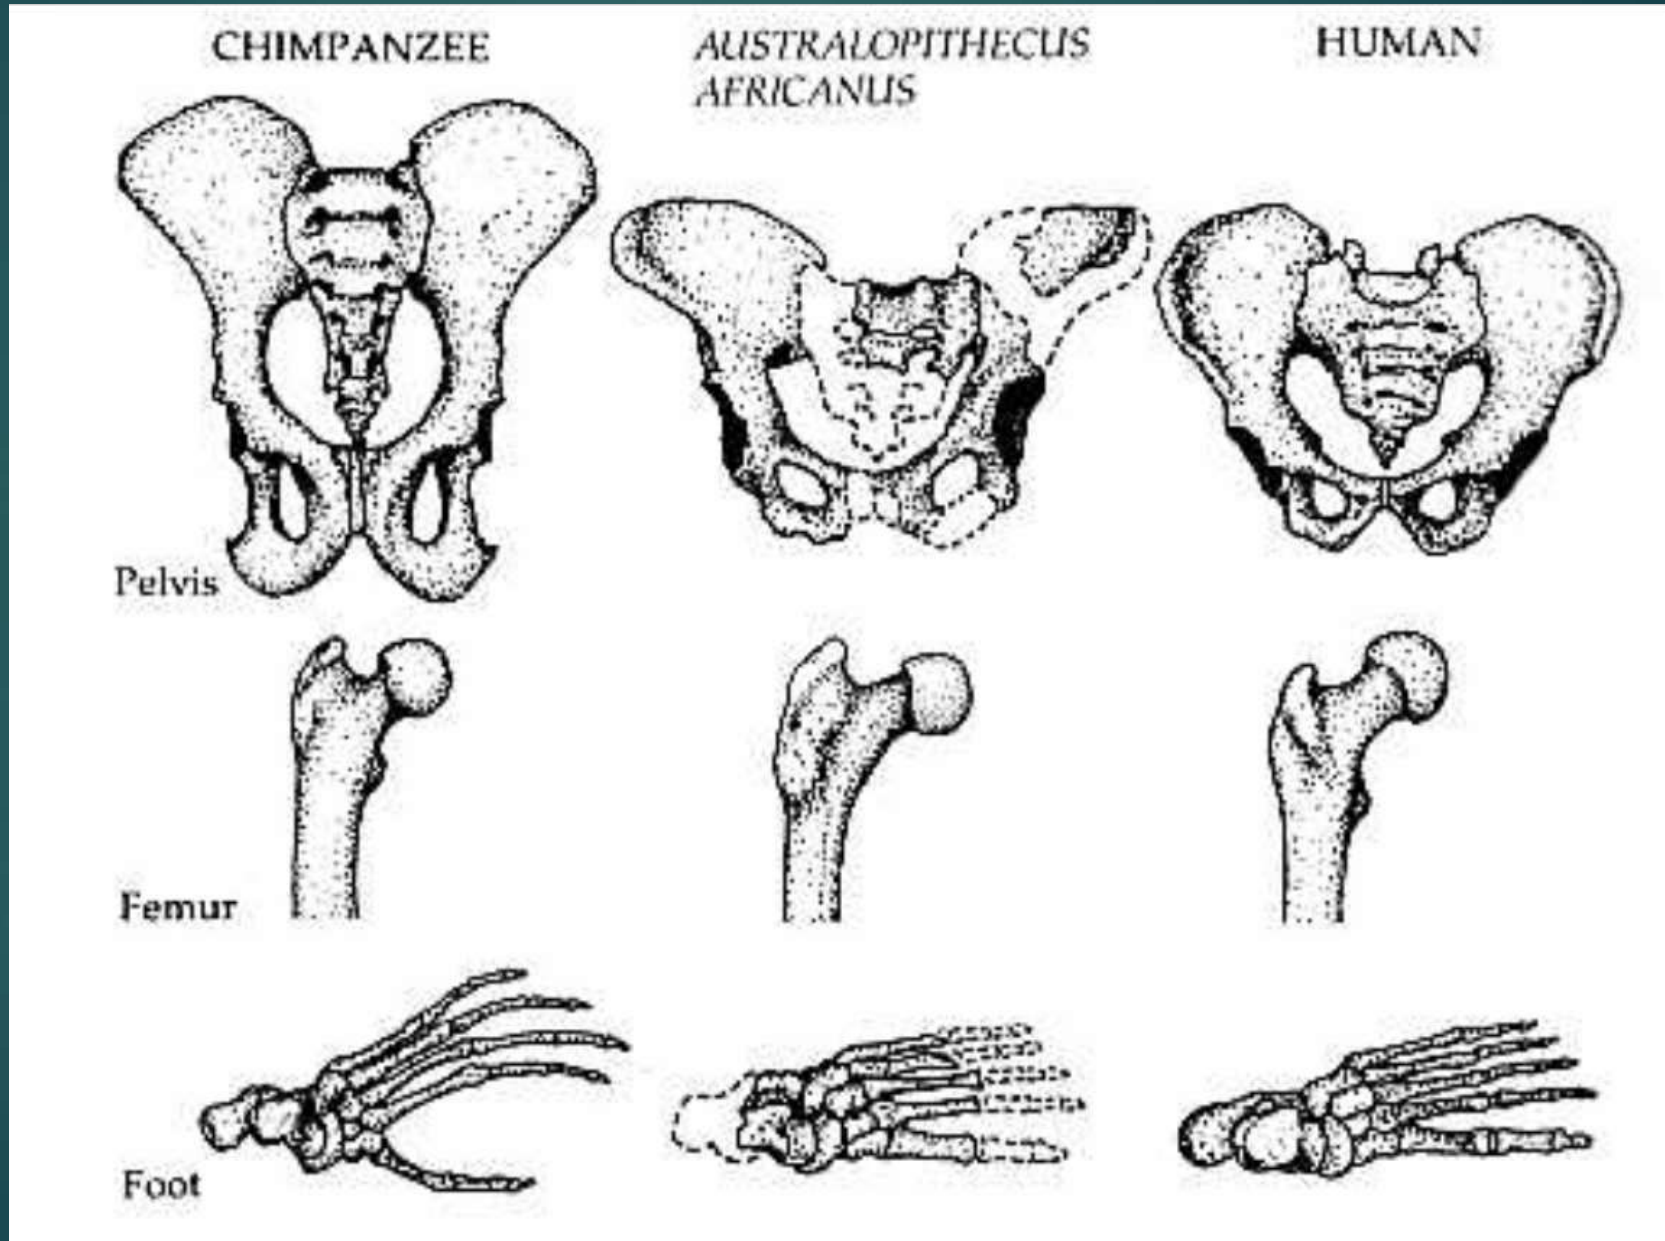 CHIMPANZEE
AUSTRALOPITHECUS
AFRICANUS
HUMAN
Pelvis
Femur
Foot